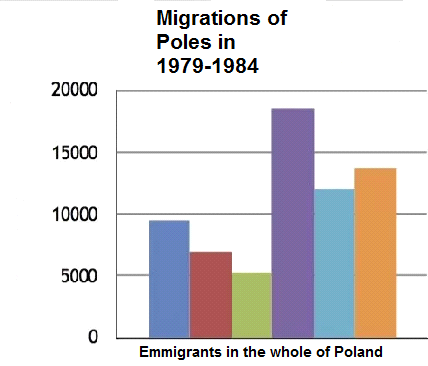 Migrations of
Poles in
1979-1984
20000
15000
10000
5000
0
Emmigrants in the whole of Poland